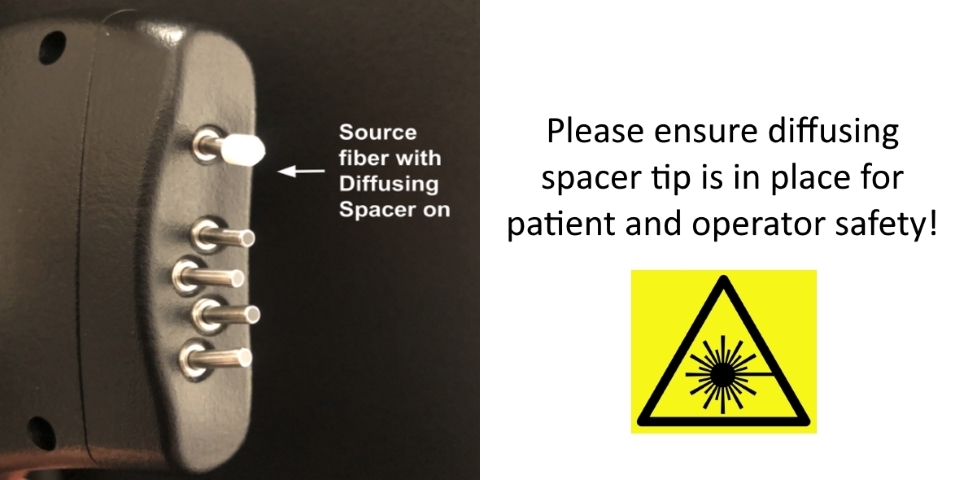 Source
fiber with
Diffusing
Spacer on
Please ensure diffusing
spacer tip is in place for
patient and operator safety!